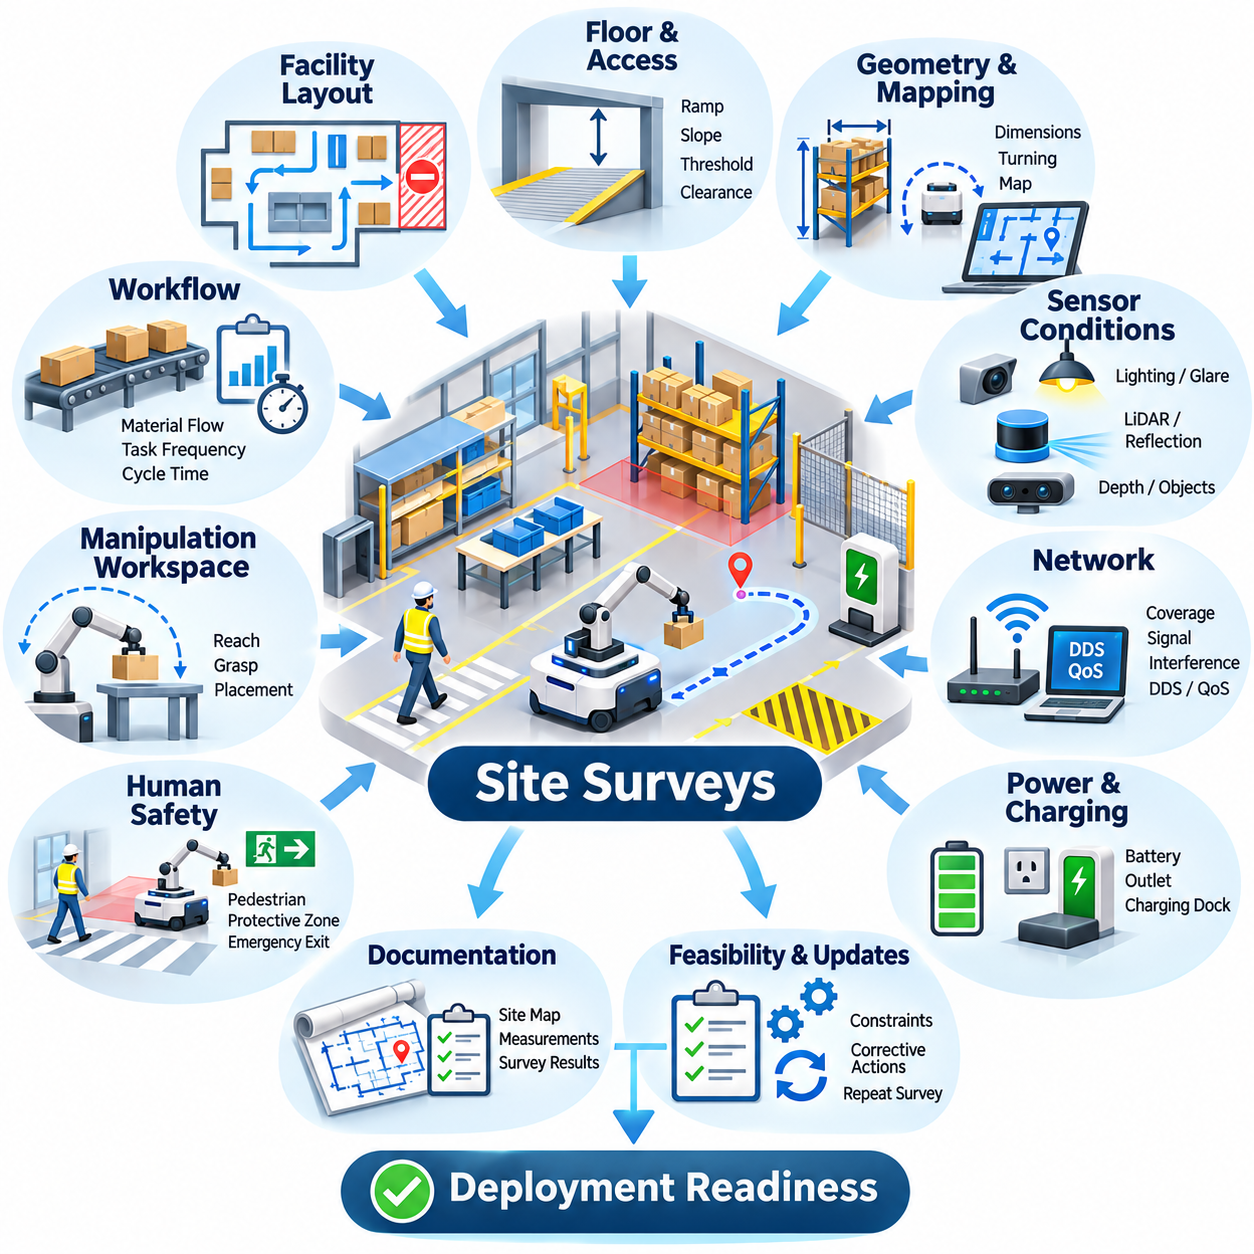 Facility
Layout
Floor &
Access
Ramp
Slope
Threshold
Clearance
Geometry &
Mapping
Dimensions
Turning
Map
Workflow
Material Flow
Task Frequency
Cycle Time
Sensor
Conditions
Lighting / Glare
LiDAR /
Reflection
Depth / Objects
Manipulation
Workspace
Reach
Grasp
Placement
Network
Coverage
Signal
Interference
DDS / QoS
DDS
QoS
Human
Safety
Pedestrian
Protective Zone
Emergency Exit
Site Surveys
Power &
Charging
Battery
Outlet
Charging Dock
Documentation
Site Map
Measurements
Survey Results
Feasibility & Updates
Constraints
Corrective
Actions
Repeat Survey
Deployment Readiness